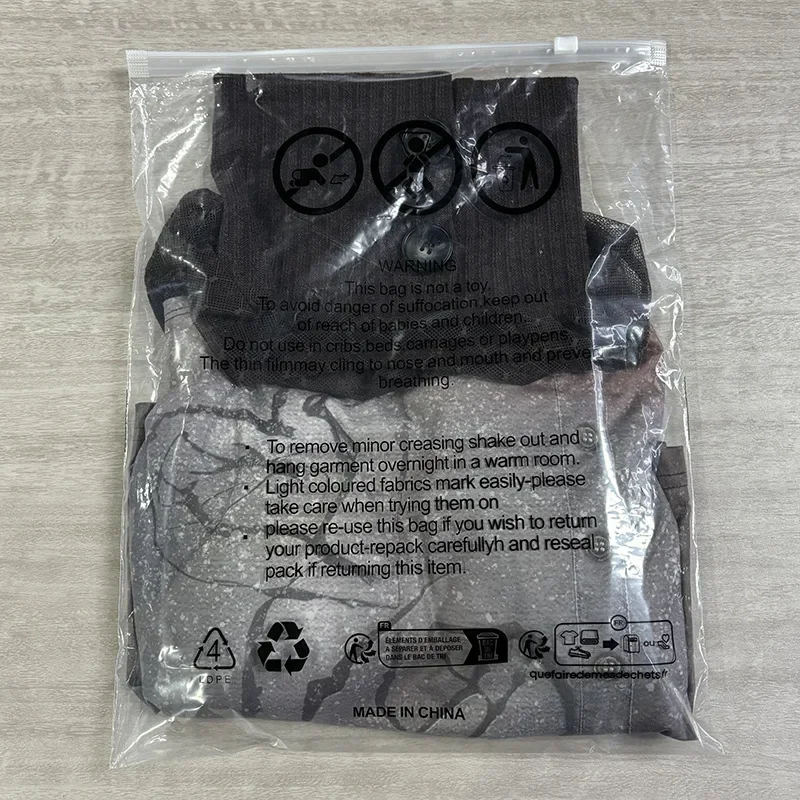 WARNING
This bag is not a toy.
To avoid danger of suffocation,keep out
of reach of babies and children.
Do not use in cribs,beds,carriages or playpens,
The thin filmmay cling to nose and mouth and prever
breathing.
· To remove minor creasing shake out and
hang garment overnight in a warm room.
· Light coloured fabrics mark easily-please
take care when trying them on
please re-use this bag if you wish to return
· your product-repack carefullyh and reseal
pack if returning this item.
4
LDPE
FR
ÉLÉMENTS D'EMBALLAGE
À SÉPARER ET À DÉPOSER
DANS LE BAC DE TRI
FR
ou
quefairedemesdechets.fr
MADE IN CHINA